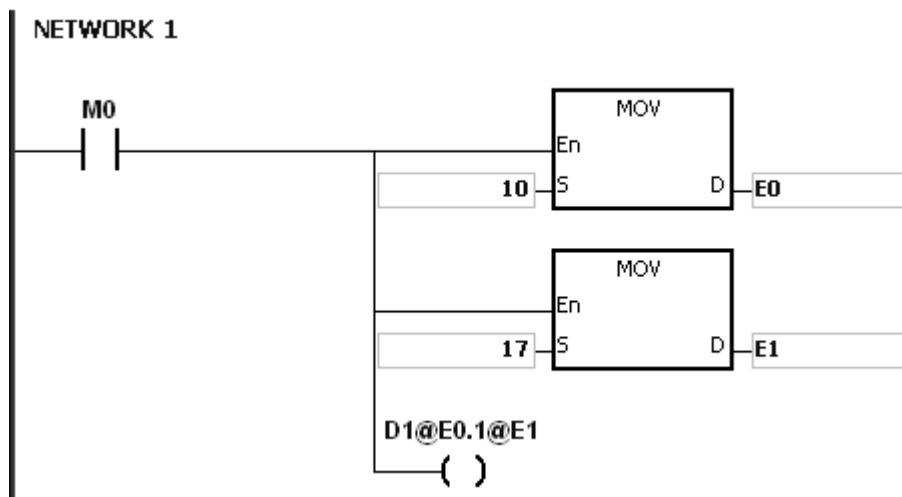 NETWORK 1
M0
MOV
En
10 S D E0
MOV
En
17 S D E1
D1@E0.1@E1